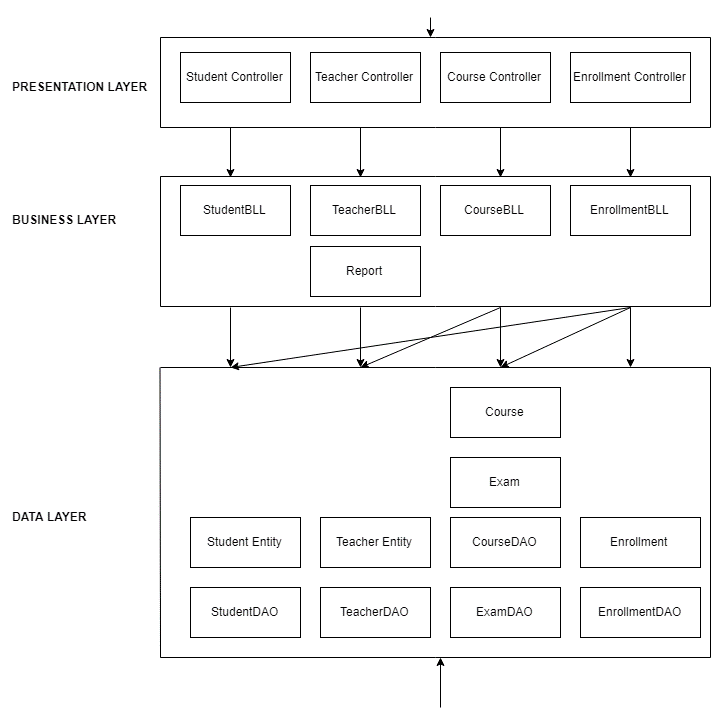 PRESENTATION LAYER
Student Controller
Teacher Controller
Course Controller
Enrollment Controller
BUSINESS LAYER
StudentBLL
TeacherBLL
CourseBLL
EnrollmentBLL
Report
DATA LAYER
Course
Exam
Student Entity
Teacher Entity
CourseDAO
Enrollment
StudentDAO
TeacherDAO
ExamDAO
EnrollmentDAO